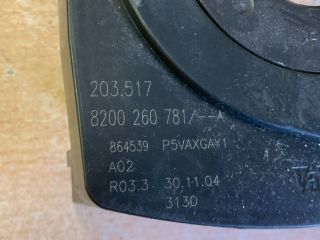 203.517
8200 260 781/--A
864539 P5VAXGAY1
A02
R03.3 30.11.04
3130